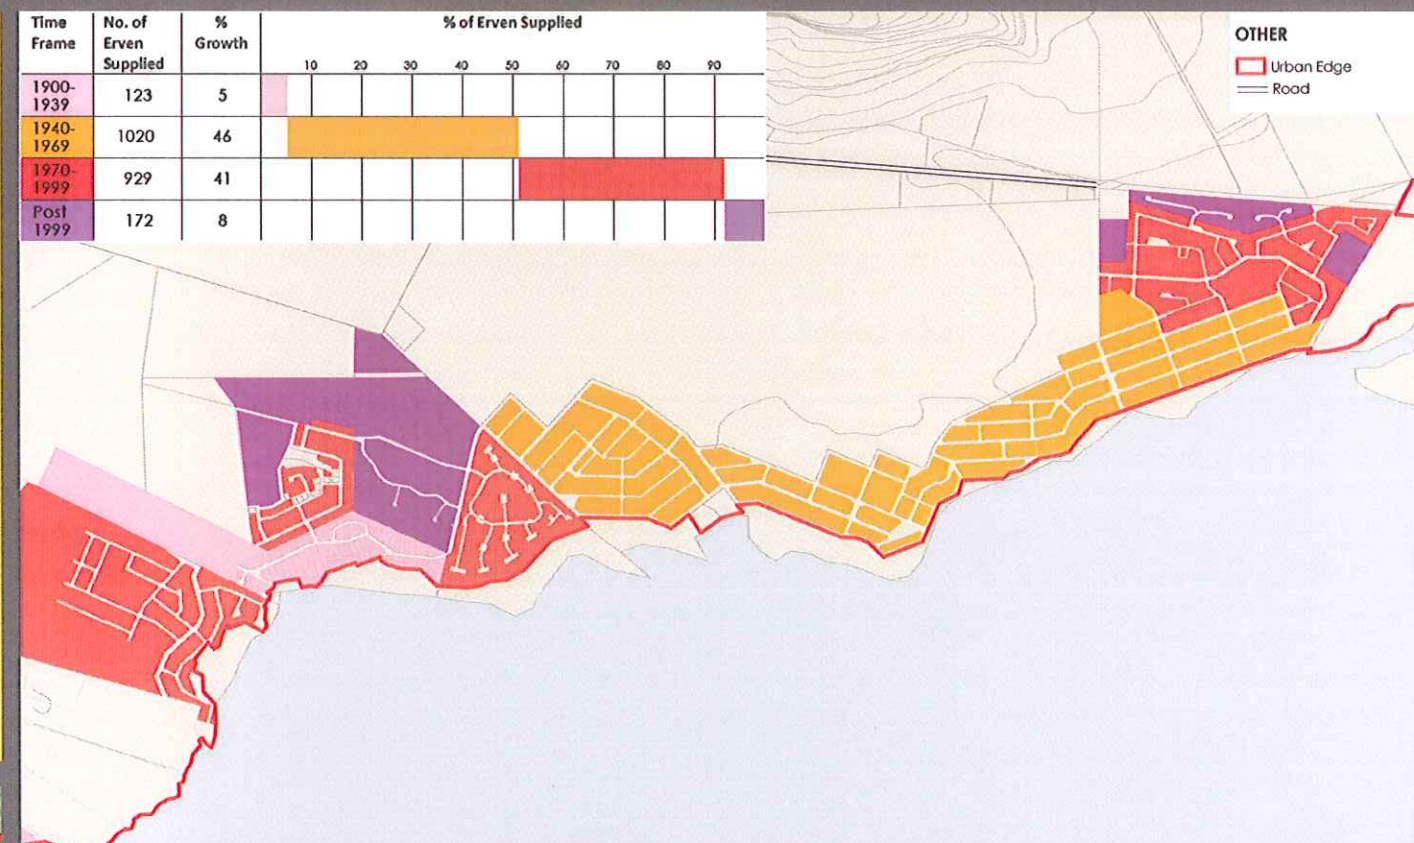 Time Frame No. of Erven Supplied % Growth % of Erven Supplied
10 20 30 40 50 60 70 80 90
1900-1939 123 5
1940-1969 1020 46
1970-1999 929 41
Post 1999 172 8
OTHER
Urban Edge
Road